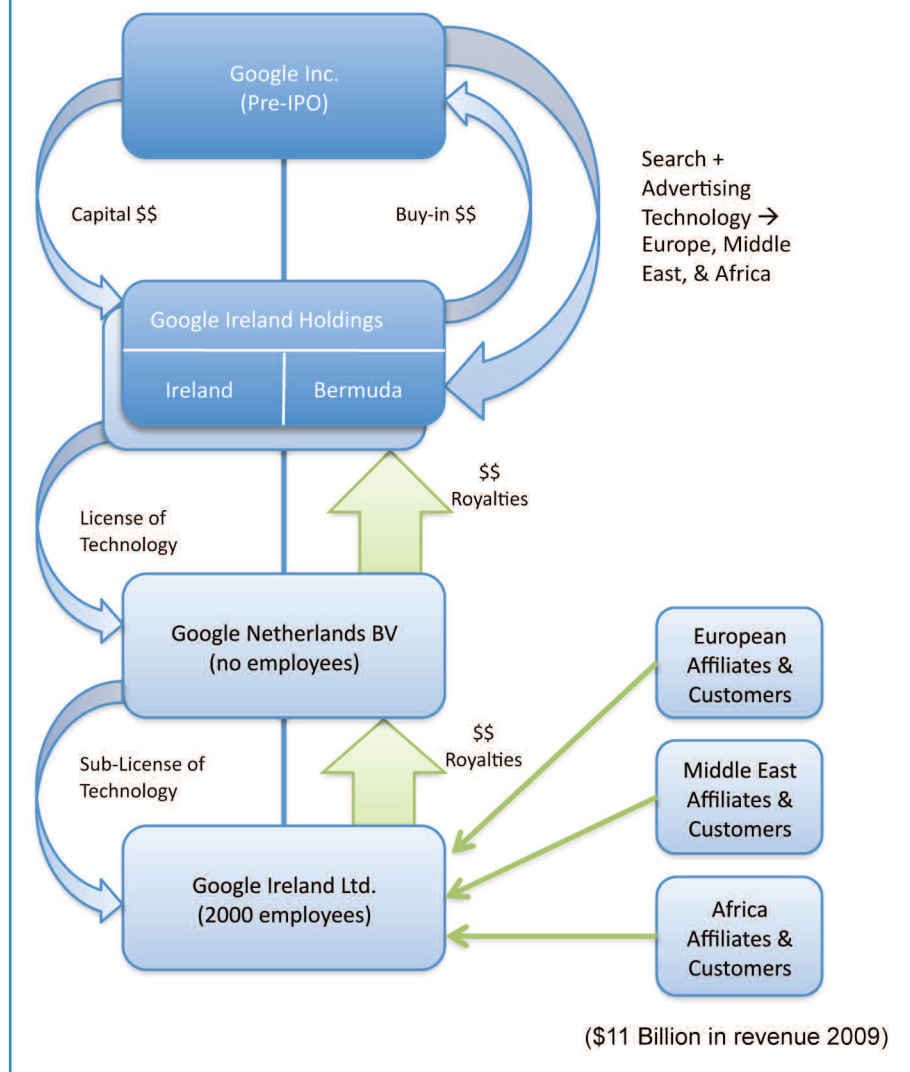 Google Inc.
(Pre-IPO)
Capital $$
Buy-in $$
Search +
Advertising
Technology →
Europe, Middle
East, & Africa
Google Ireland Holdings
Ireland
Bermuda
$$
Royalties
License of
Technology
Google Netherlands BV
(no employees)
$$
Royalties
Sub-License of
Technology
Google Ireland Ltd.
(2000 employees)
European
Affiliates &
Customers
Middle East
Affiliates &
Customers
Africa
Affiliates &
Customers
($11 Billion in revenue 2009)